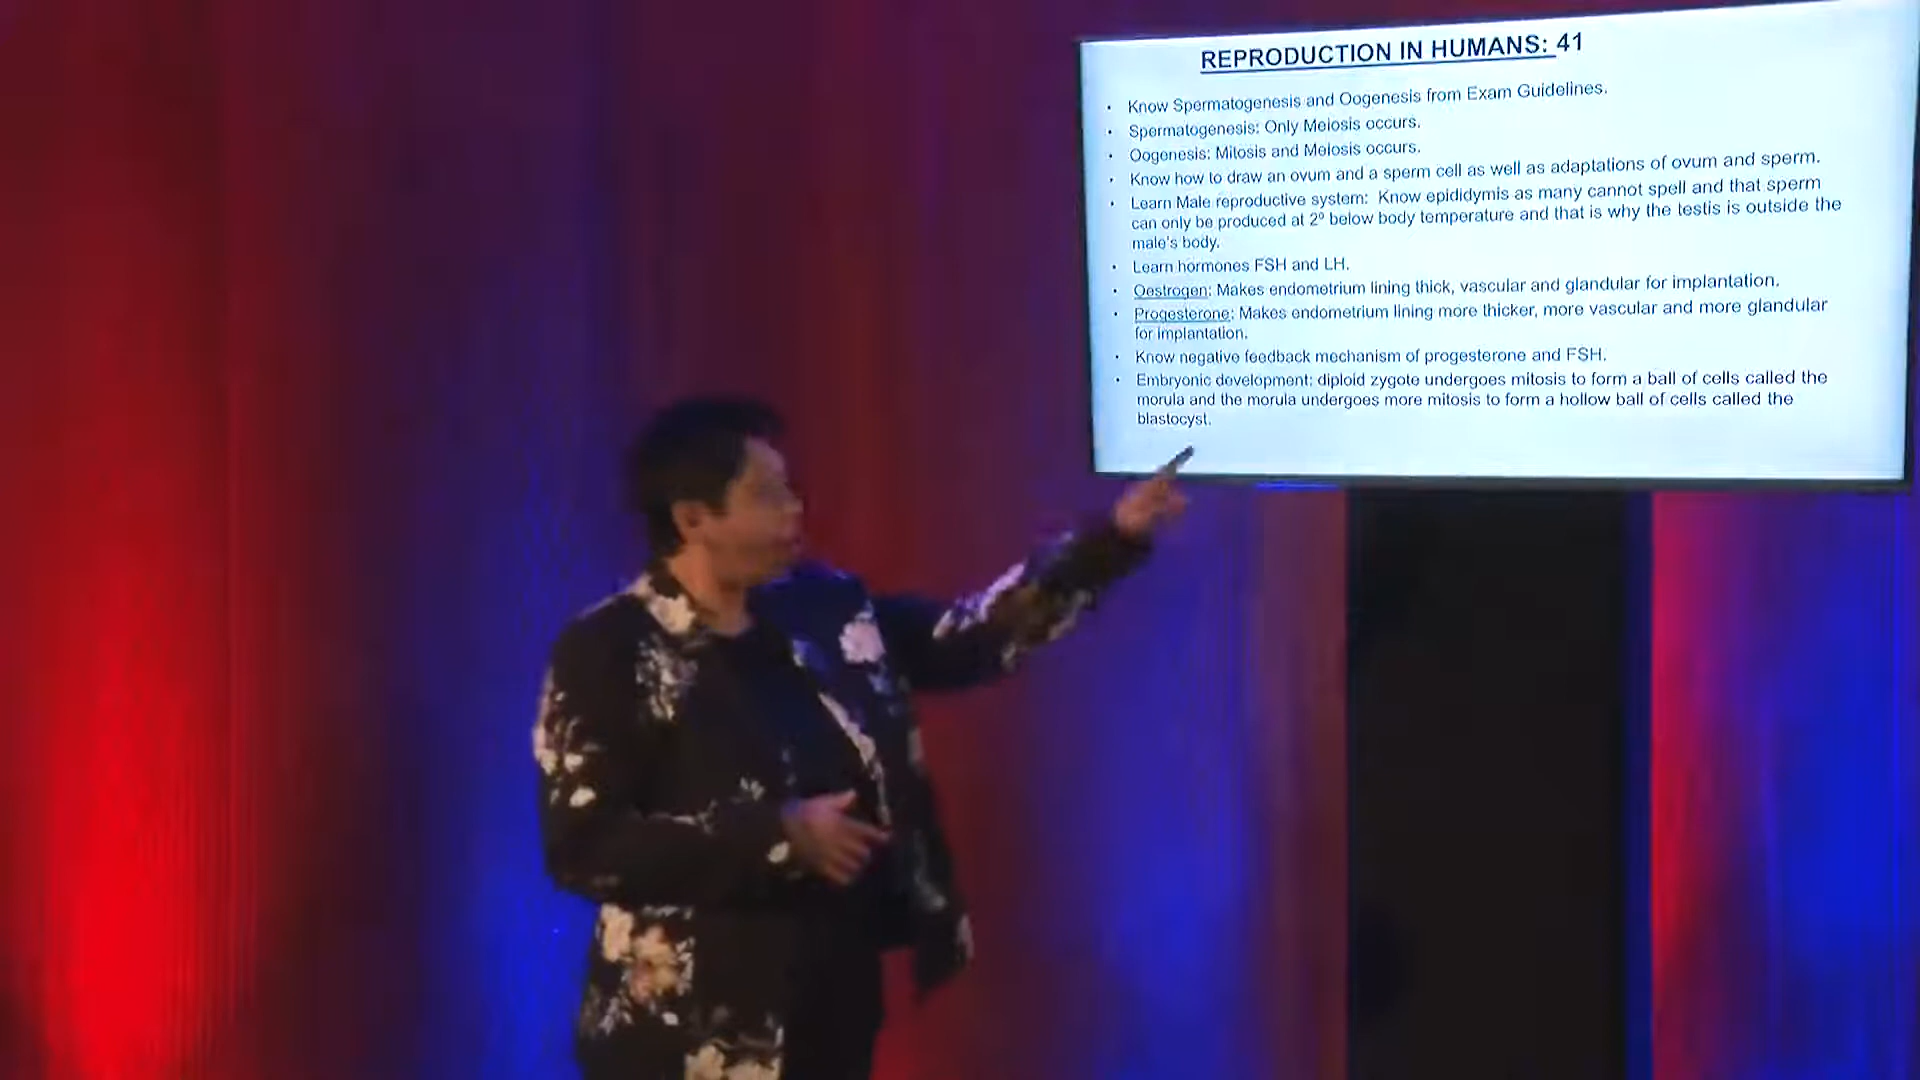 REPRODUCTION IN HUMANS: 41
• Know Spermatogenesis and Oogenesis from Exam Guidelines.
• Spermatogenesis: Only Meiosis occurs.
• Oogenesis: Mitosis and Meiosis occurs.
• Know how to draw an ovum and a sperm cell as well as adaptations of ovum and sperm.
• Learn Male reproductive system: Know epididymis as many cannot spell and that sperm
can only be produced at 2º below body temperature and that is why the testis is outside the
male's body.
• Learn hormones FSH and LH.
• Oestrogen: Makes endometrium lining thick, vascular and glandular for implantation.
• Progesterone: Makes endometrium lining more thicker, more vascular and more glandular
for implantation.
• Know negative feedback mechanism of progesterone and FSH.
• Embryonic development: diploid zygote undergoes mitosis to form a ball of cells called the
morula and the morula undergoes more mitosis to form a hollow ball of cells called the
blastocyst.